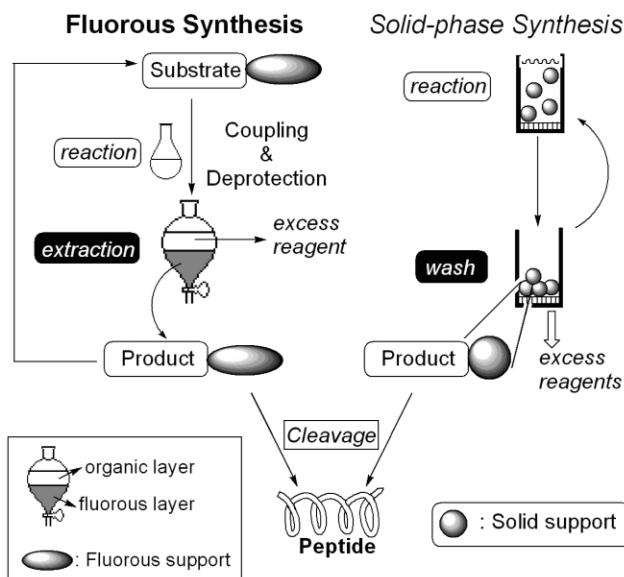 Fluorous Synthesis
Substrate
reaction
Coupling
&
Deprotection
extraction
excess
reagent
Product
Solid-phase Synthesis
reaction
wash
Product
excess
reagents
Cleavage
Peptide
organic layer
fluorous layer
: Fluorous support
: Solid support